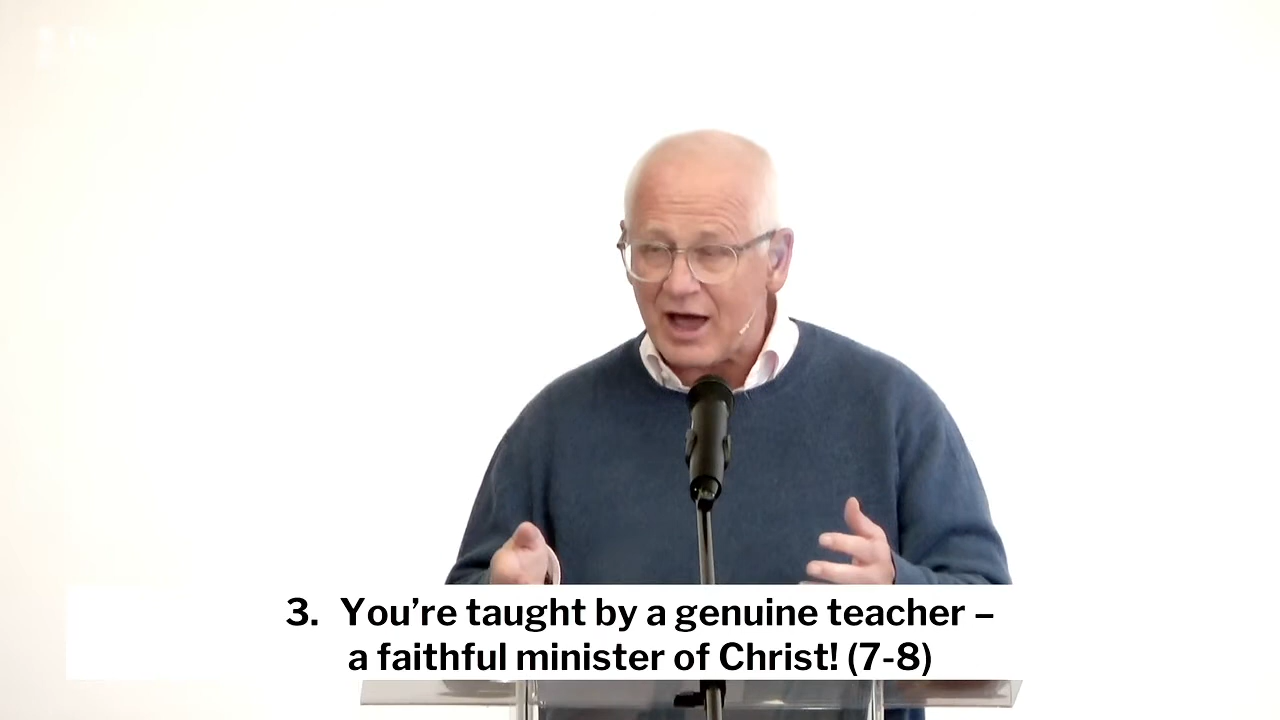 3. You’re taught by a genuine teacher –
a faithful minister of Christ! (7-8)